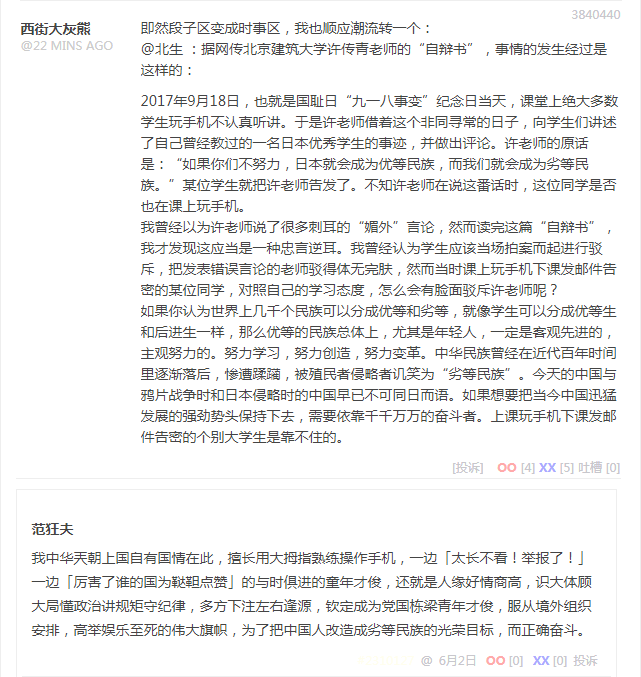 3840440
西街大灰熊
@22 MINS AGO
即然段子区变成时事区，我也顺应潮流转一个：
@北生 ：据网传北京建筑大学许传青老师的“自辩书”，事情的发生经过是
这样的：
2017年9月18日，也就是国耻日“九一八事变”纪念日当天，课堂上绝大多数
学生玩手机不认真听讲。于是许老师借着这个非同寻常的日子，向学生们讲述
了自己曾经教过的一名日本优秀学生的事迹，并做出评论。许老师的原话
是：“如果你们不努力，日本就会成为优等民族，而我们就会成为劣等民
族。”某位学生就把许老师告发了。不知许老师在说这番话时，这位同学是否
也在课上玩手机。
我曾经以为许老师说了很多刺耳的“媚外”言论，然而读完这篇“自辩书”，
我才发现这应当是一种忠言逆耳。我曾经认为学生应该当场拍案而起进行驳
斥，把发表错误言论的老师驳得体无完肤，然而当时课上玩手机下课发邮件告
密的某位同学，对照自己的学习态度，怎么会有脸面驳斥许老师呢？
如果你认为世界上几千个民族可以分成优等和劣等，就像学生可以分成优等生
和后进生一样，那么优等的民族总体上，尤其是年轻人，一定是客观先进的，
主观努力的。努力学习，努力创造，努力变革。中华民族曾经在近代百年时间
里逐渐落后，惨遭蹂躏，被殖民者侵略者讥笑为“劣等民族”。今天的中国与
鸦片战争时和日本侵略时的中国早已不可同日而语。如果想要把当今中国迅猛
发展的强劲势头保持下去，需要依靠千千万万的奋斗者。上课玩手机下课发邮
件告密的个别大学生是靠不住的。
[投诉] OO [4] XX [5] 吐槽 [0]
范狂夫
我中华天朝上国自有国情在此，擅长用大拇指熟练操作手机，一边「太长不看！举报了！」
一边「厉害了谁的国为鞑靼点赞」的与时俱进的童年才俊，还就是人缘好情商高，识大体顾
大局懂政治讲规矩守纪律，多方下注左右逢源，钦定成为党国栋梁青年才俊，服从境外组织
安排，高举娱乐至死的伟大旗帜，为了把中国人改造成劣等民族的光荣目标，而正确奋斗。
@ 6月2日 OO [0] XX [0] 投诉